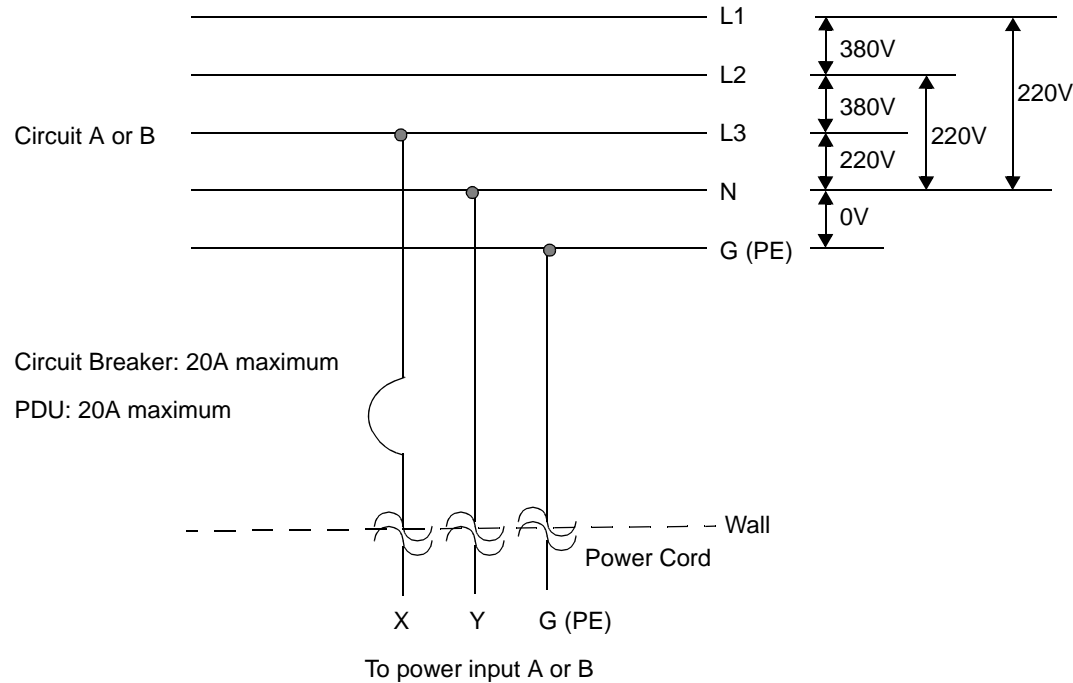 L1
380V
L2
220V
380V
Circuit A or B
L3
220V
220V
N
0V
G (PE)
Circuit Breaker: 20A maximum
PDU: 20A maximum
Wall
Power Cord
X Y G (PE)
To power input A or B